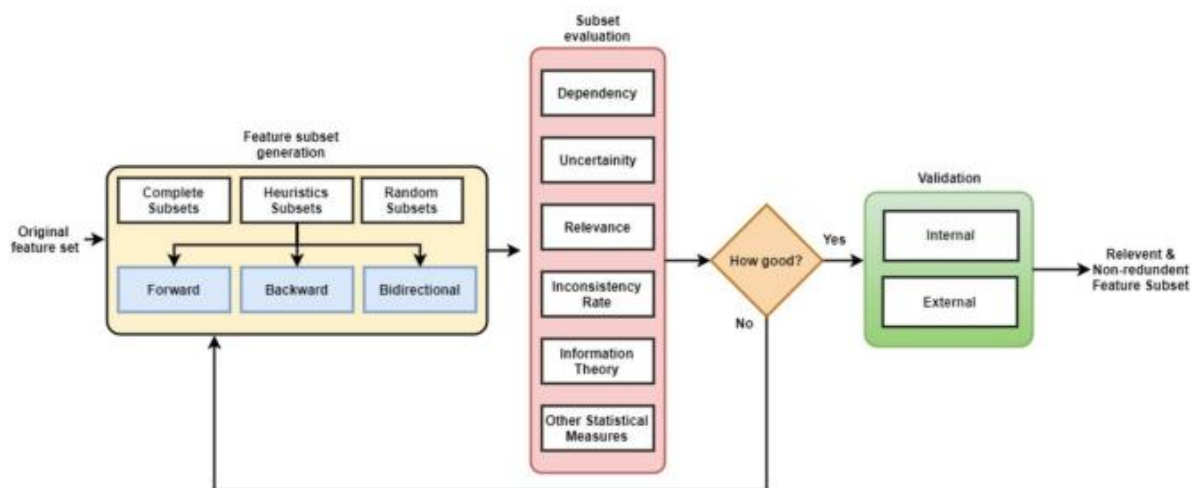 Subset
evaluation
Dependency
Uncertainity
Relevance
Inconsistency
Rate
Information
Theory
Other Statistical
Measures
Feature subset
generation
Complete
Subsets
Heuristics
Subsets
Random
Subsets
Forward
Backward
Bidirectional
Original
feature set
How good?
Yes
No
Validation
Internal
External
Relevent &
Non-redundent
Feature Subset